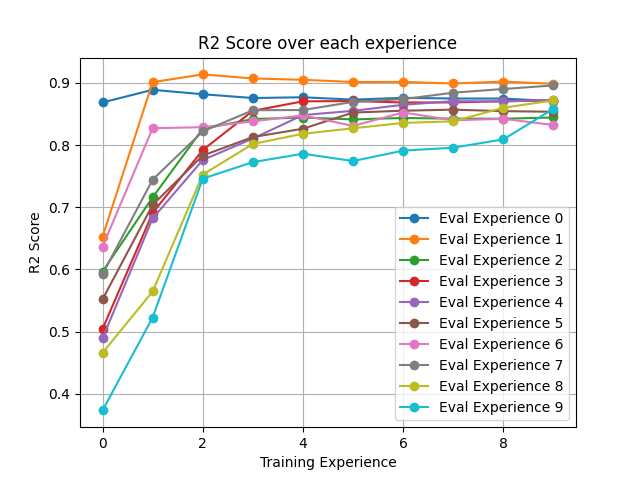 R2 Score over each experience
0.9
0.8
0.7
0.6
0.5
0.4
R2 Score
0 2 4 6 8
Training Experience
Eval Experience 0
Eval Experience 1
Eval Experience 2
Eval Experience 3
Eval Experience 4
Eval Experience 5
Eval Experience 6
Eval Experience 7
Eval Experience 8
Eval Experience 9